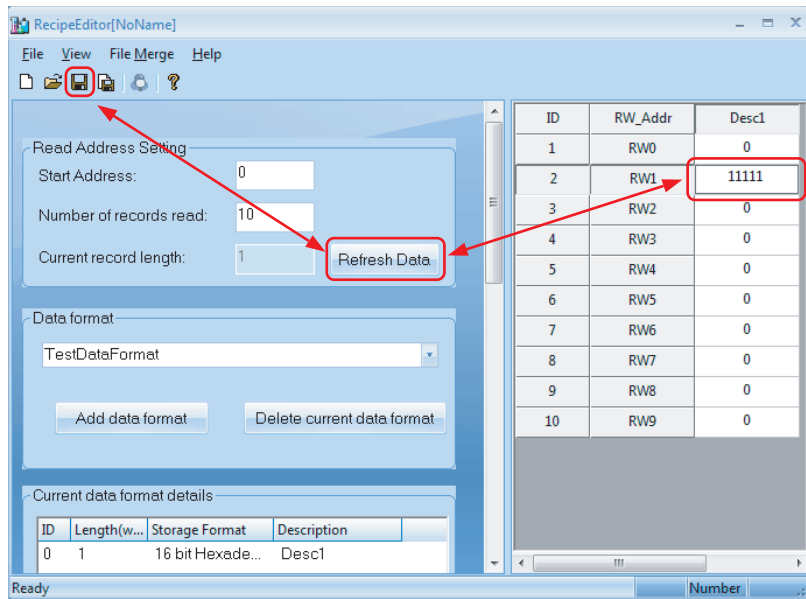 RecipeEditor[NoName]
File View File Merge Help
Read Address Setting
Start Address: 0
Number of records read: 10
Current record length: 1 Refresh Data
Data format
TestDataFormat
Add data format Delete current data format
Current data format details
ID Length(w... Storage Format Description
0 1 16 bit Hexade... Desc1
ID RW_Addr Desc1
1 RW0 0
2 RW1 11111
3 RW2 0
4 RW3 0
5 RW4 0
6 RW5 0
7 RW6 0
8 RW7 0
9 RW8 0
10 RW9 0
Ready Number